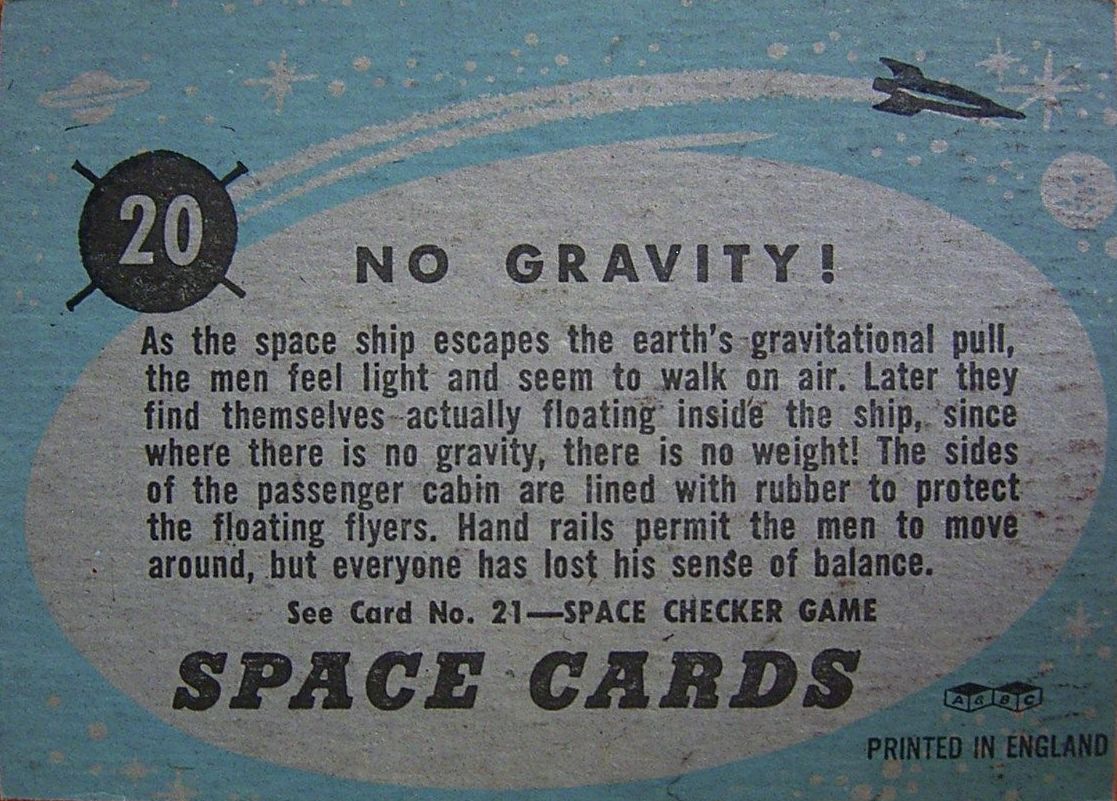 20
NO GRAVITY!
As the space ship escapes the earth's gravitational pull,
the men feel light and seem to walk on air. Later they
find themselves actually floating inside the ship, since
where there is no gravity, there is no weight! The sides
of the passenger cabin are lined with rubber to protect
the floating flyers. Hand rails permit the men to move
around, but everyone has lost his sense of balance.
See Card No. 21—SPACE CHECKER GAME
SPACE CARDS
A&BC
PRINTED IN ENGLAND